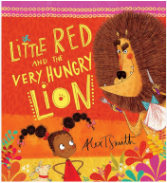 LITTLE RED
AND THE
VERY HUNGRY
LION
Alex T. Smith